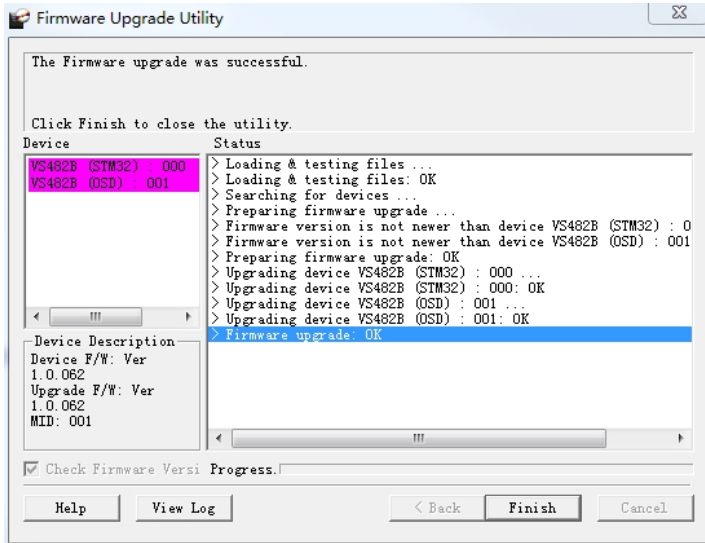 Firmware Upgrade Utility
The Firmware upgrade was successful.
Click Finish to close the utility.
Device
Status
VS482B (STM32) : 000
VS482B (OSD) : 001
> Loading & testing files ...
> Loading & testing files: OK
> Searching for devices ...
> Preparing firmware upgrade ...
> Firmware version is not newer than device VS482B (STM32) : 0
> Firmware version is not newer than device VS482B (OSD) : 001
> Preparing firmware upgrade: OK
> Upgrading device VS482B (STM32) : 000 ...
> Upgrading device VS482B (STM32) : 000: OK
> Upgrading device VS482B (OSD) : 001 ...
> Upgrading device VS482B (OSD) : 001: OK
> Firmware upgrade: OK
Device Description
Device F/W: Ver
1.0.062
Upgrade F/W: Ver
1.0.062
MID: 001
Check Firmware Versi
Progress.
Help
View Log
< Back
Finish
Cancel